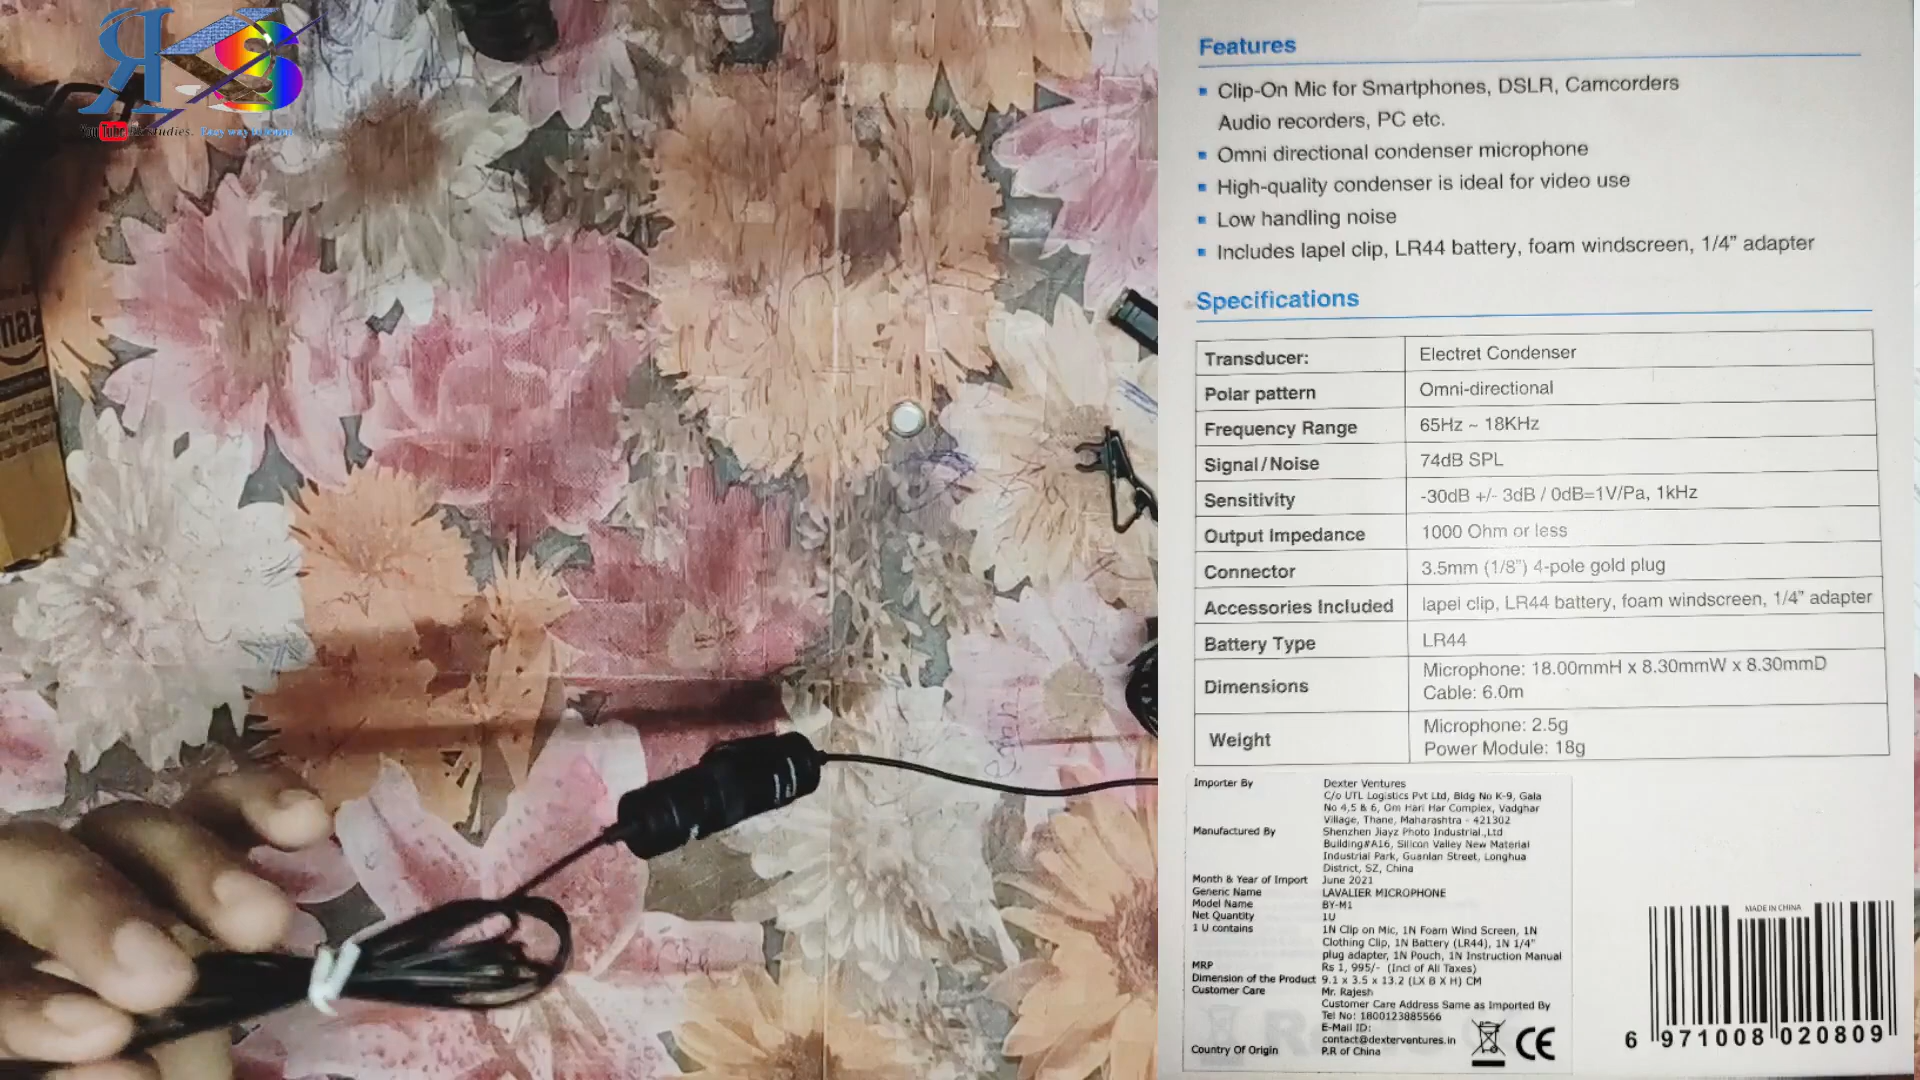 RKS
You Tube RK Studies. Easy way to learn.
Features
Clip-On Mic for Smartphones, DSLR, Camcorders
Audio recorders, PC etc.
Omni directional condenser microphone
High-quality condenser is ideal for video use
Low handling noise
Includes lapel clip, LR44 battery, foam windscreen, 1/4” adapter
Specifications
Transducer: Electret Condenser
Polar pattern Omni-directional
Frequency Range 65Hz ~ 18KHz
Signal/Noise 74dB SPL
Sensitivity -30dB +/- 3dB / 0dB=1V/Pa, 1kHz
Output Impedance 1000 Ohm or less
Connector 3.5mm (1/8”) 4-pole gold plug
Accessories Included lapel clip, LR44 battery, foam windscreen, 1/4” adapter
Battery Type LR44
Dimensions Microphone: 18.00mmH x 8.30mmW x 8.30mmD
Cable: 6.0m
Weight Microphone: 2.5g
Power Module: 18g
Importer By Dexter Ventures
C/o UTL Logistics Pvt Ltd, Bldg No K-9, Gala
No 4,5 & 6, Om Hari Har Complex, Vadghar
Village, Thane, Maharashtra - 421302
Manufactured By Shenzhen Jiayz Photo Industrial.,Ltd
Building#A16, Silicon Valley New Material
Industrial Park, Guanlan Street, Longhua
District, SZ, China
Month & Year of Import June 2021
Generic Name LAVALIER MICROPHONE
Model Name BY-M1
Net Quantity 1U
1 U contains 1N Clip on Mic, 1N Foam Wind Screen, 1N
Clothing Clip, 1N Battery (LR44), 1N 1/4"
plug adapter, 1N Pouch, 1N Instruction Manual
MRP Rs 1, 995/- (Incl of All Taxes)
Dimension of the Product 9.1 x 3.5 x 13.2 (LX B X H) CM
Customer Care Mr. Rajesh
Customer Care Address Same as Imported By
Tel No: 1800123885566
E-Mail ID:
contact@dexterventures.in
Country Of Origin P.R of China
CE
MADE IN CHINA
6 971008 020809